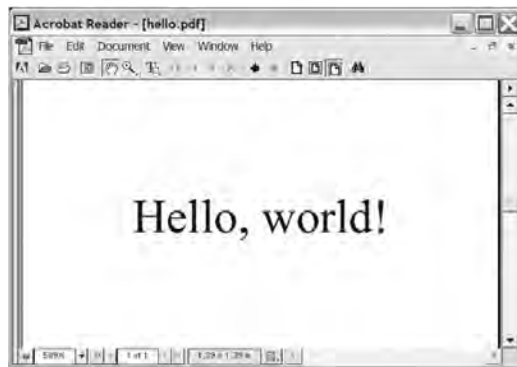 Acrobat Reader - [hello.pdf]
File Edit Document View Window Help
Hello, world!
1 of 1